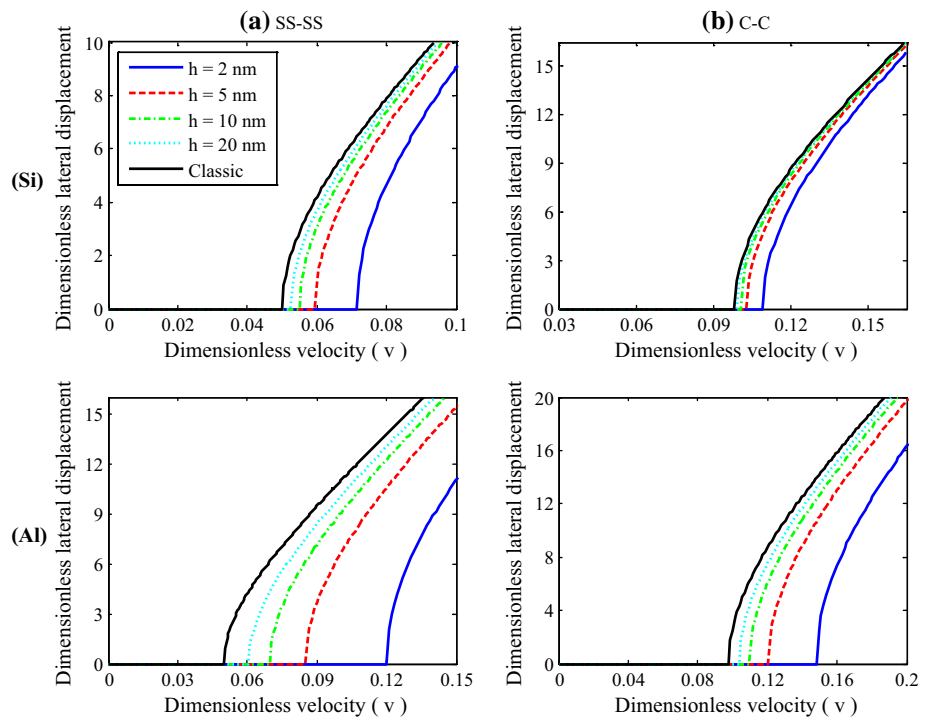 (a) SS-SS
(b) C-C
(Si)
Dimensionless lateral displacement
10
8
6
4
2
0
h = 2 nm
h = 5 nm
h = 10 nm
h = 20 nm
Classic
0 0.02 0.04 0.06 0.08 0.1
Dimensionless velocity ( v )
Dimensionless lateral displacement
15
12
9
6
3
0
0.03 0.06 0.09 0.12 0.15
Dimensionless velocity ( v )
(Al)
Dimensionless lateral displacement
15
12
9
6
3
0
0 0.03 0.06 0.09 0.12 0.15
Dimensionless velocity ( v )
Dimensionless lateral displacement
20
16
12
8
4
0
0 0.04 0.08 0.12 0.16 0.2
Dimensionless velocity ( v )